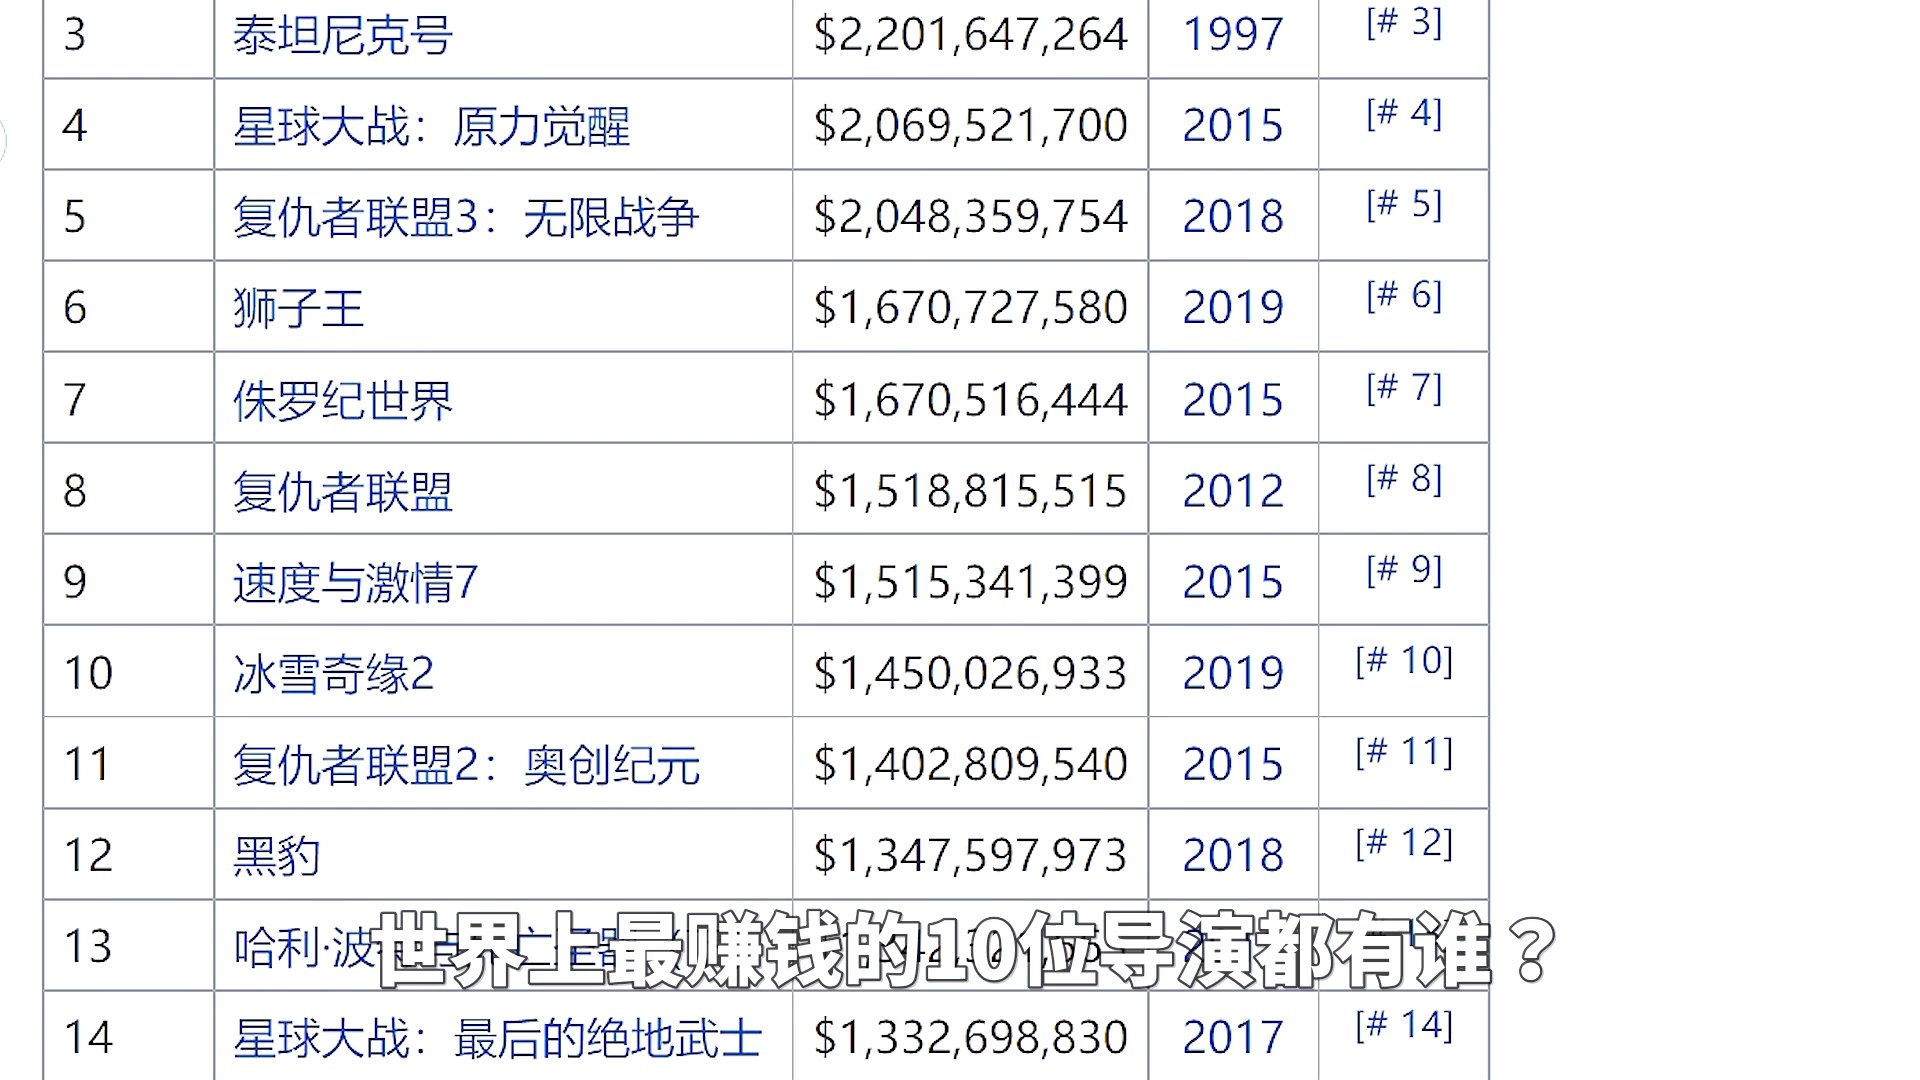 3 泰坦尼克号 $2,201,647,264 1997 [# 3]
4 星球大战：原力觉醒 $2,069,521,700 2015 [# 4]
5 复仇者联盟3：无限战争 $2,048,359,754 2018 [# 5]
6 狮子王 $1,670,727,580 2019 [# 6]
7 侏罗纪世界 $1,670,516,444 2015 [# 7]
8 复仇者联盟 $1,518,815,515 2012 [# 8]
9 速度与激情7 $1,515,341,399 2015 [# 9]
10 冰雪奇缘2 $1,450,026,933 2019 [# 10]
11 复仇者联盟2：奥创纪元 $1,402,809,540 2015 [# 11]
12 黑豹 $1,347,597,973 2018 [# 12]
13 哈利·波
世界上最赚钱的10位导演都有谁？
14 星球大战：最后的绝地武士 $1,332,698,830 2017 [# 14]